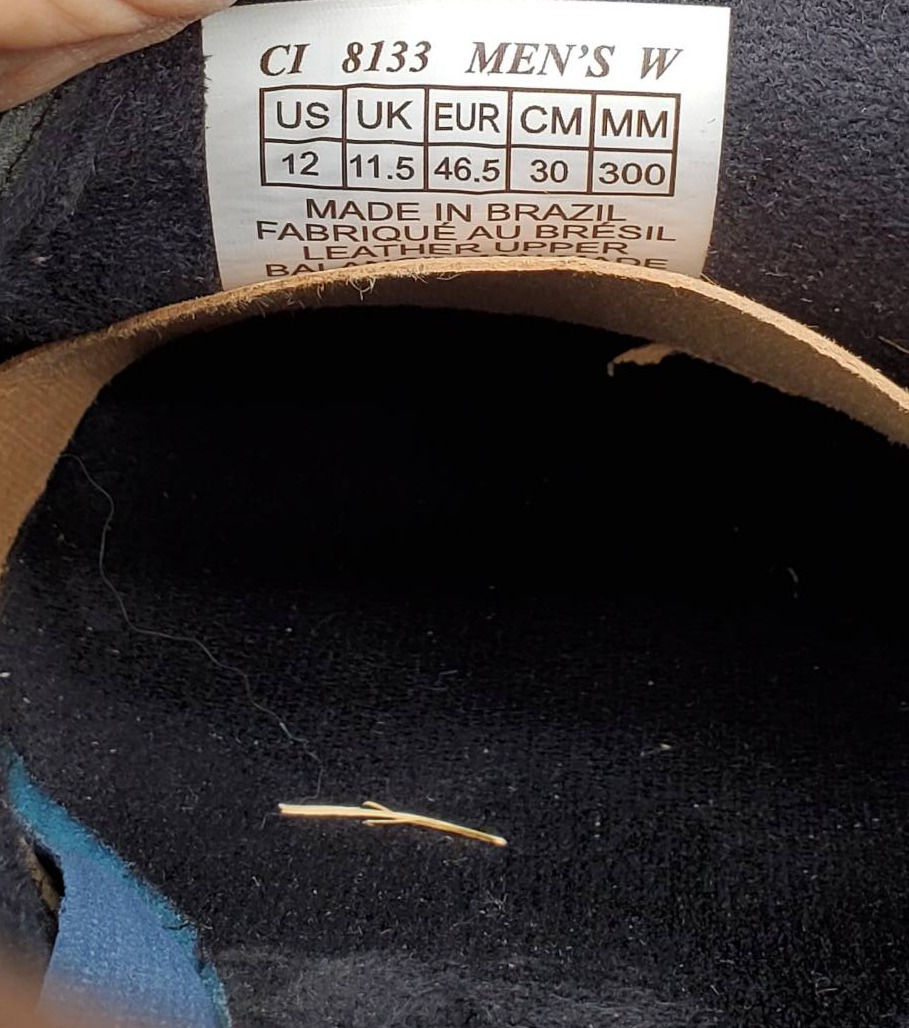 CI 8133 MEN'S W
US UK EUR CM MM
12 11.5 46.5 30 300
MADE IN BRAZIL
FABRIQUÉ AU BRÉSIL
LEATHER UPPER